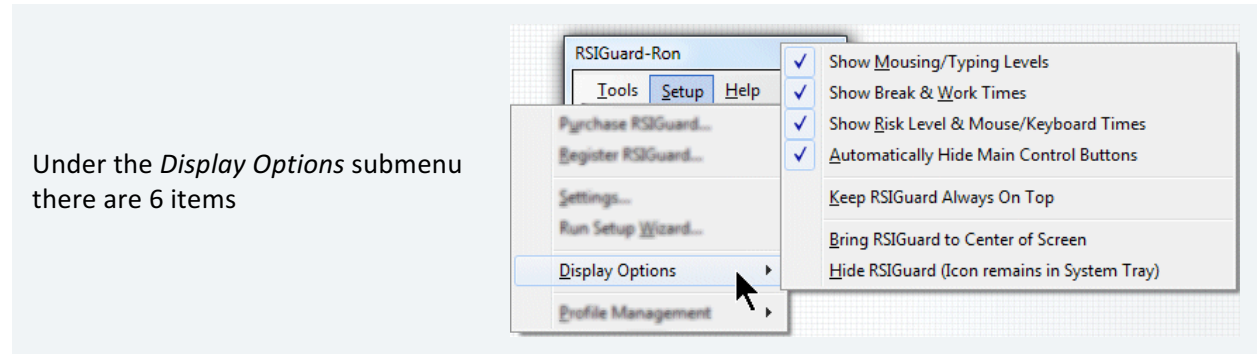 Under the Display Options submenu
there are 6 items
RSIGuard-Ron
Tools Setup Help
Purchase RSIGuard...
Register RSIGuard...
Settings...
Run Setup Wizard...
Display Options
Profile Management
Show Mousing/Typing Levels
Show Break & Work Times
Show Risk Level & Mouse/Keyboard Times
Automatically Hide Main Control Buttons
Keep RSIGuard Always On Top
Bring RSIGuard to Center of Screen
Hide RSIGuard (Icon remains in System Tray)